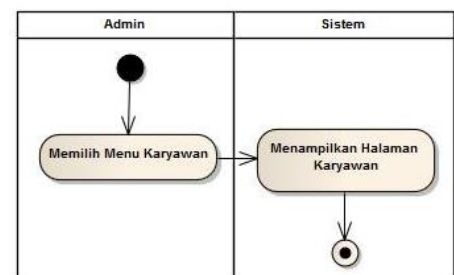 Admin
Sistem
Memilih Menu Karyawan
Menampilkan Halaman
Karyawan